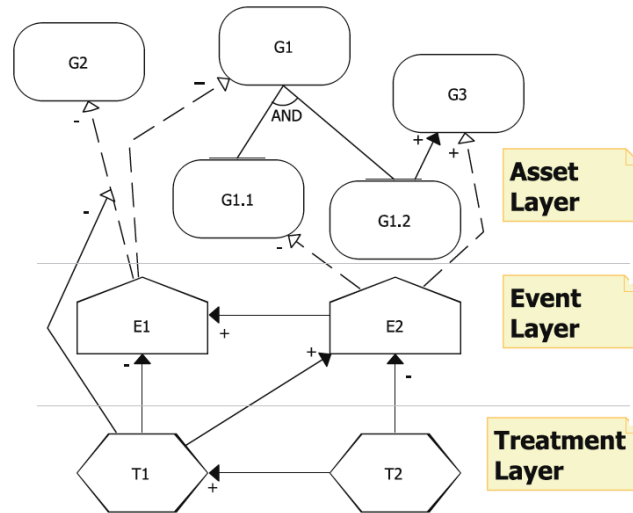 G1
G2
-
-
G3
AND
+
+
Asset
Layer
G1.1
G1.2
-
-
Event
Layer
E1
E2
+
+
-
-
Treatment
Layer
T1
T2
+